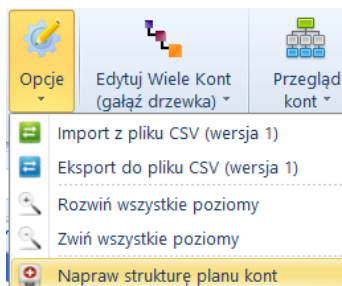 Opcje
Edytuj Wiele Kont
(gałąź drzewka)
Przegląd
kont
Import z pliku CSV (wersja 1)
Eksport do pliku CSV (wersja 1)
Rozwiń wszystkie poziomy
Zwiń wszystkie poziomy
Napraw strukturę planu kont